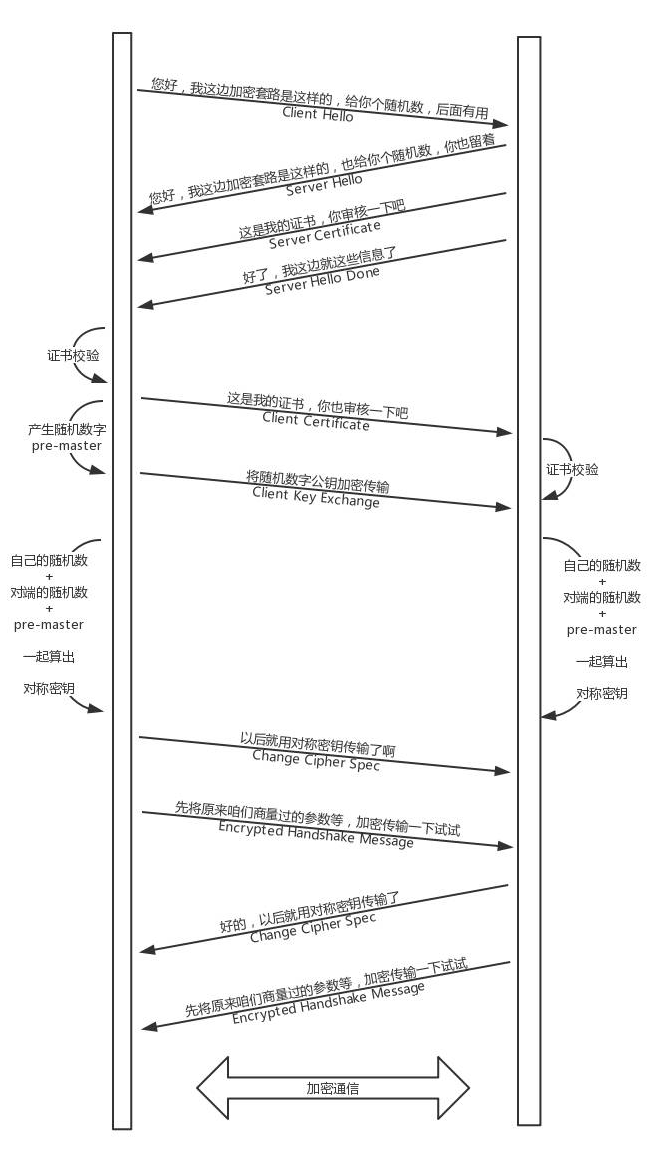 您好，我这边加密套路是这样的，给你个随机数，后面有用
Client Hello
您好，我这边加密套路是这样的，也给你个随机数，你也留着
Server Hello
这是我的证书，你审核一下吧
Server Certificate
好了，我这边就这些信息了
Server Hello Done
证书校验
这是我的证书，你也审核一下吧
Client Certificate
产生随机数字
pre-master
证书校验
将随机数字公钥加密传输
Client Key Exchange
自己的随机数
+
对端的随机数
+
pre-master
一起算出
对称密钥
自己的随机数
+
对端的随机数
+
pre-master
一起算出
对称密钥
以后就用对称密钥传输了啊
Change Cipher Spec
先将原来咱们商量过的参数等，加密传输一下试试
Encrypted Handshake Message
好的，以后就用对称密钥传输了
Change Cipher Spec
先将原来咱们商量过的参数等，加密传输一下试试
Encrypted Handshake Message
加密通信